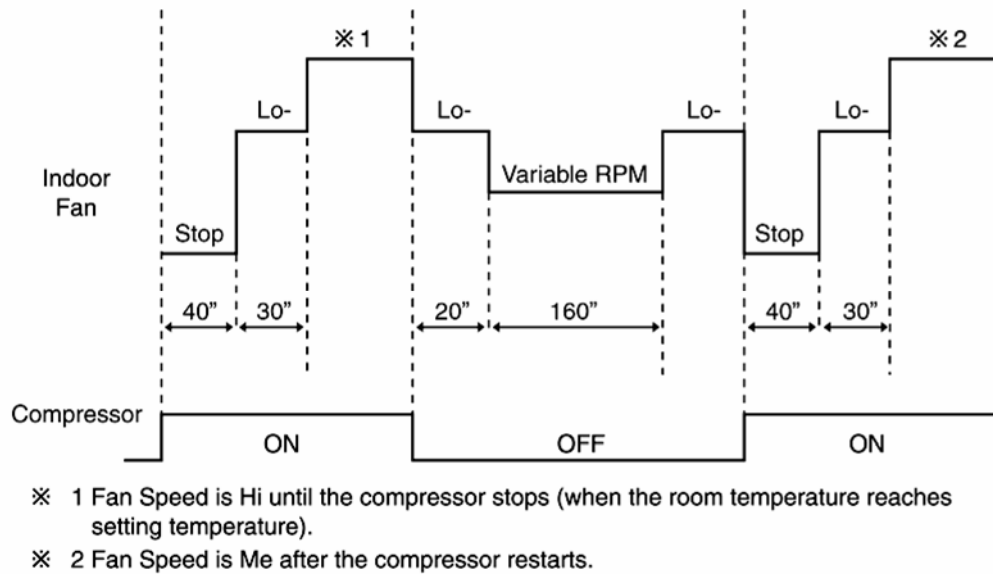 ※ 1
※ 2
Lo-
Lo-
Lo-
Lo-
Indoor
Fan
Variable RPM
Stop
Stop
40”
30”
20”
160”
40”
30”
Compressor
ON
OFF
ON
※ 1 Fan Speed is Hi until the compressor stops (when the room temperature reaches
setting temperature).
※ 2 Fan Speed is Me after the compressor restarts.